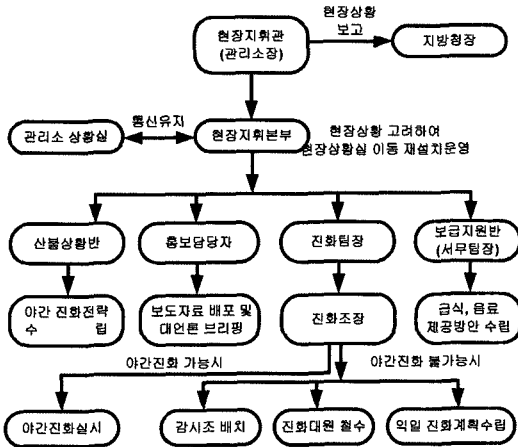 현장지휘관
(관리소장)
현장상황
보고
지방청장
관리소 상황실
통신유지
현장지휘본부
현장상황 고려하여
현장상황실 이동 재설치운영
산불상황반
홍보담당자
진화팀장
보급지원반
(서무팀장)
야간 진화전략
수 립
보도자료 배포 및
대언론 브리핑
진화조장
급식, 음료
제공방안 수립
야간진화 가능시
야간진화 불가능시
야간진화실시
감시조 배치
진화대원 철수
익일 진화계획수립